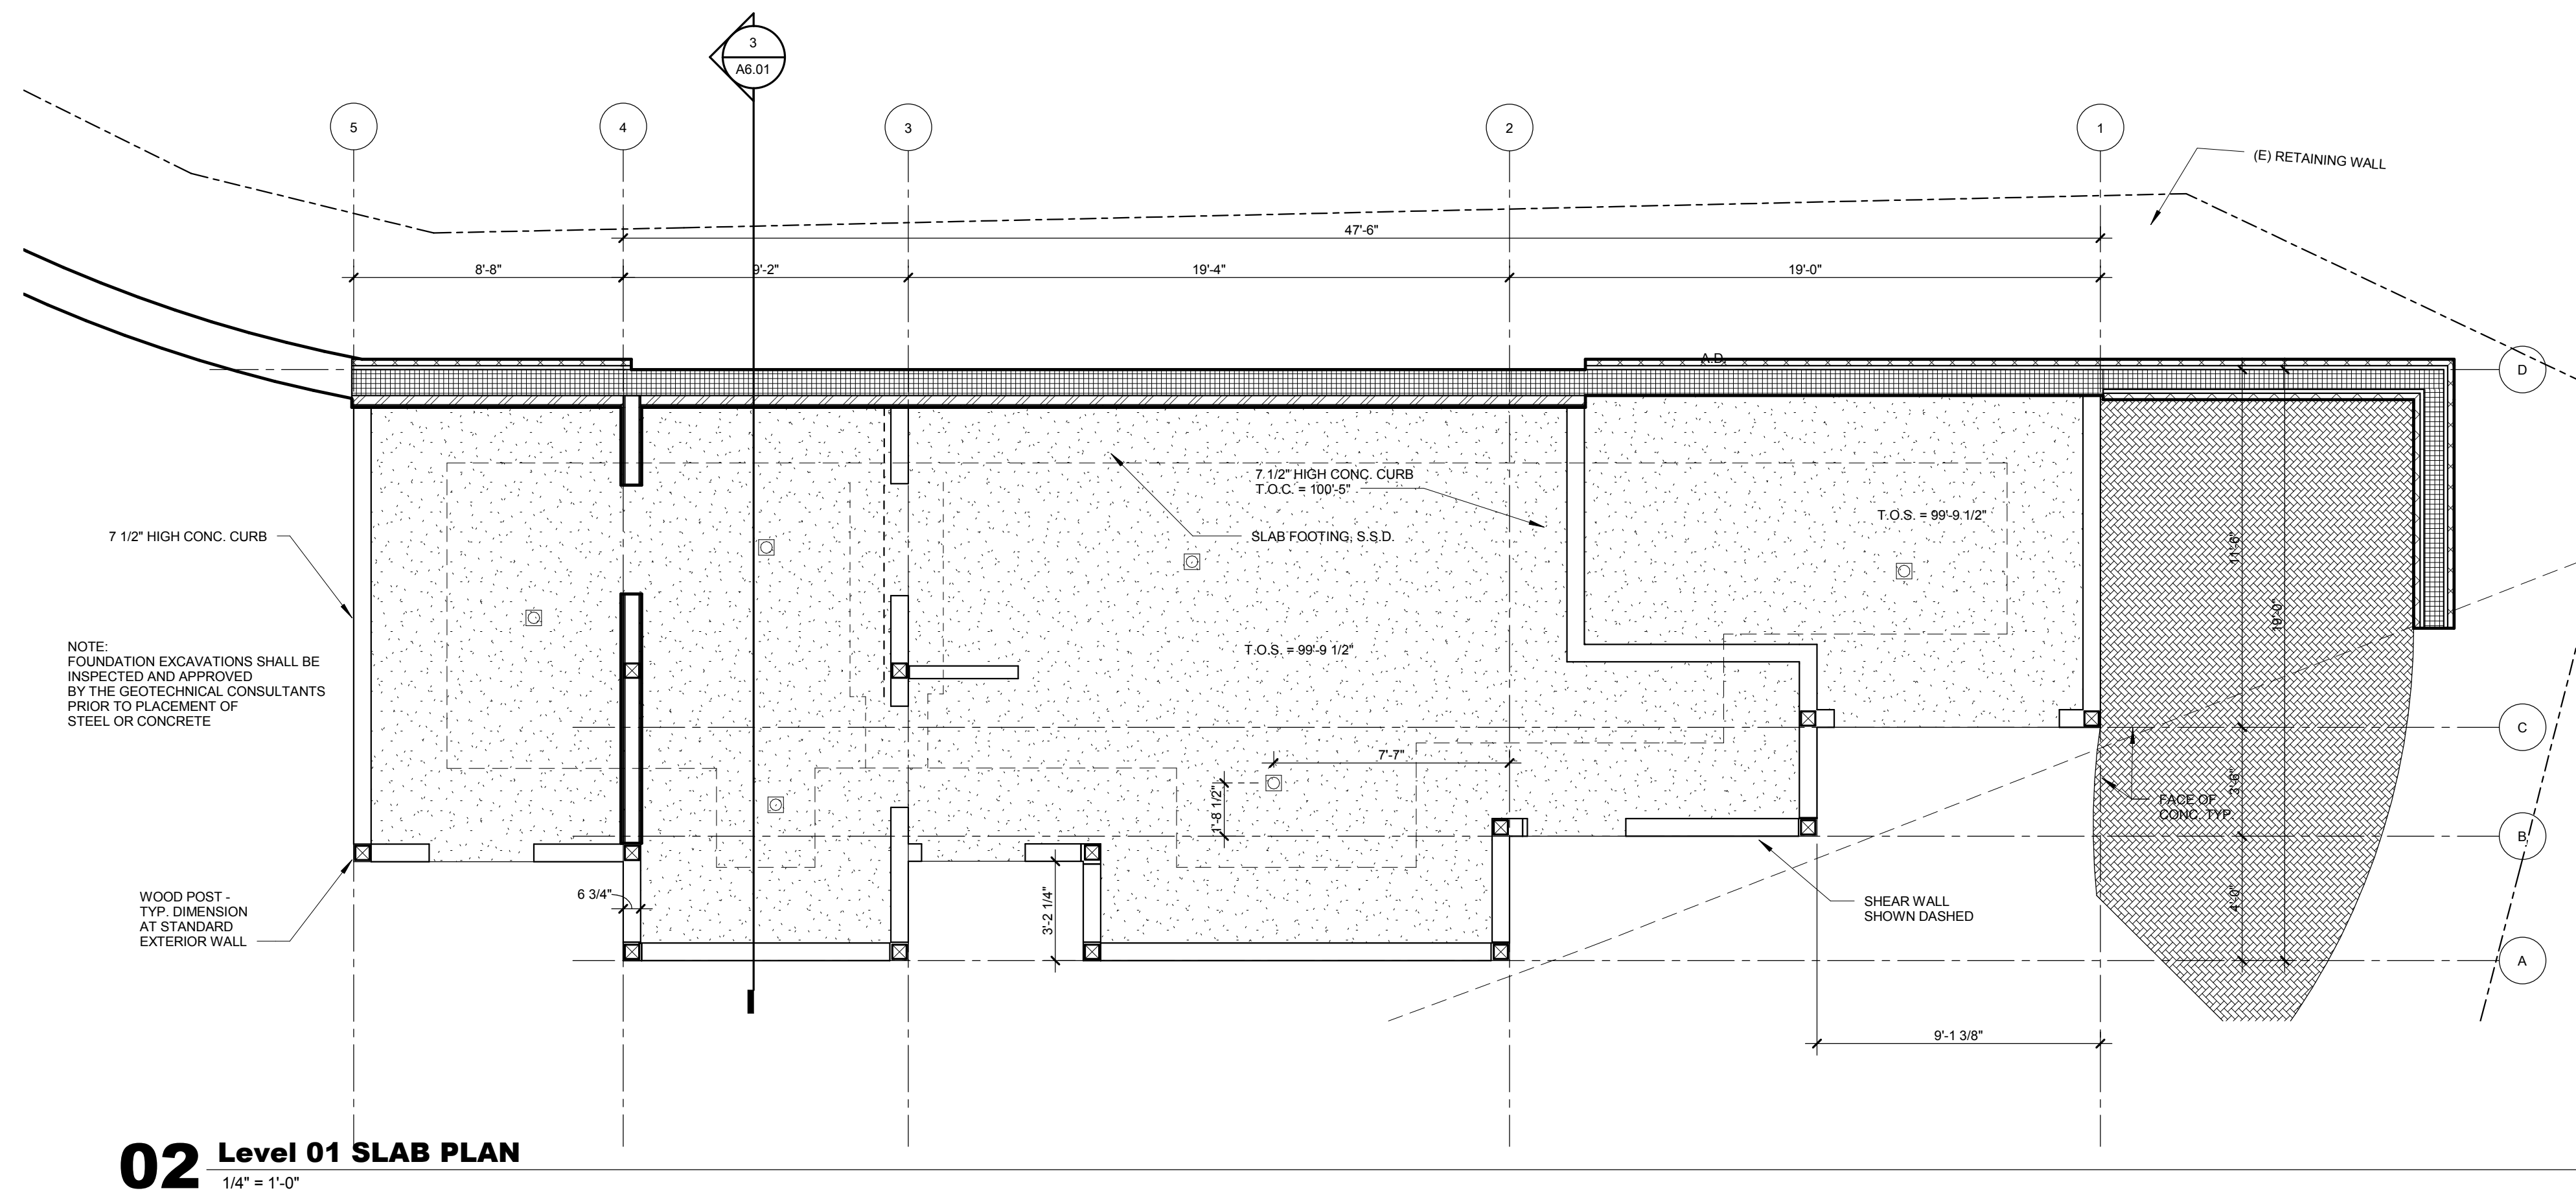 3
A6.01
5
4
3
2
1
(E) RETAINING WALL
47'-6"
8'-8"
9'-2"
19'-4"
19'-0"
A.D.
D
7 1/2" HIGH CONC. CURB
T.O.C. = 100'-5"
T.O.S. = 99'-9 1/2"
7 1/2" HIGH CONC. CURB
SLAB FOOTING, S.S.D.
11'-6"
19'-0"
NOTE:
FOUNDATION EXCAVATIONS SHALL BE
INSPECTED AND APPROVED
BY THE GEOTECHNICAL CONSULTANTS
PRIOR TO PLACEMENT OF
STEEL OR CONCRETE
T.O.S. = 99'-9 1/2"
C
7'-7"
3'-6"
1'-8 1/2"
FACE OF
CONC. TYP.
B
WOOD POST -
TYP. DIMENSION
AT STANDARD
EXTERIOR WALL
6 3/4"
3'-2 1/4"
SHEAR WALL
SHOWN DASHED
4'-0"
A
9'-1 3/8"
02
Level 01 SLAB PLAN
1/4" = 1'-0"